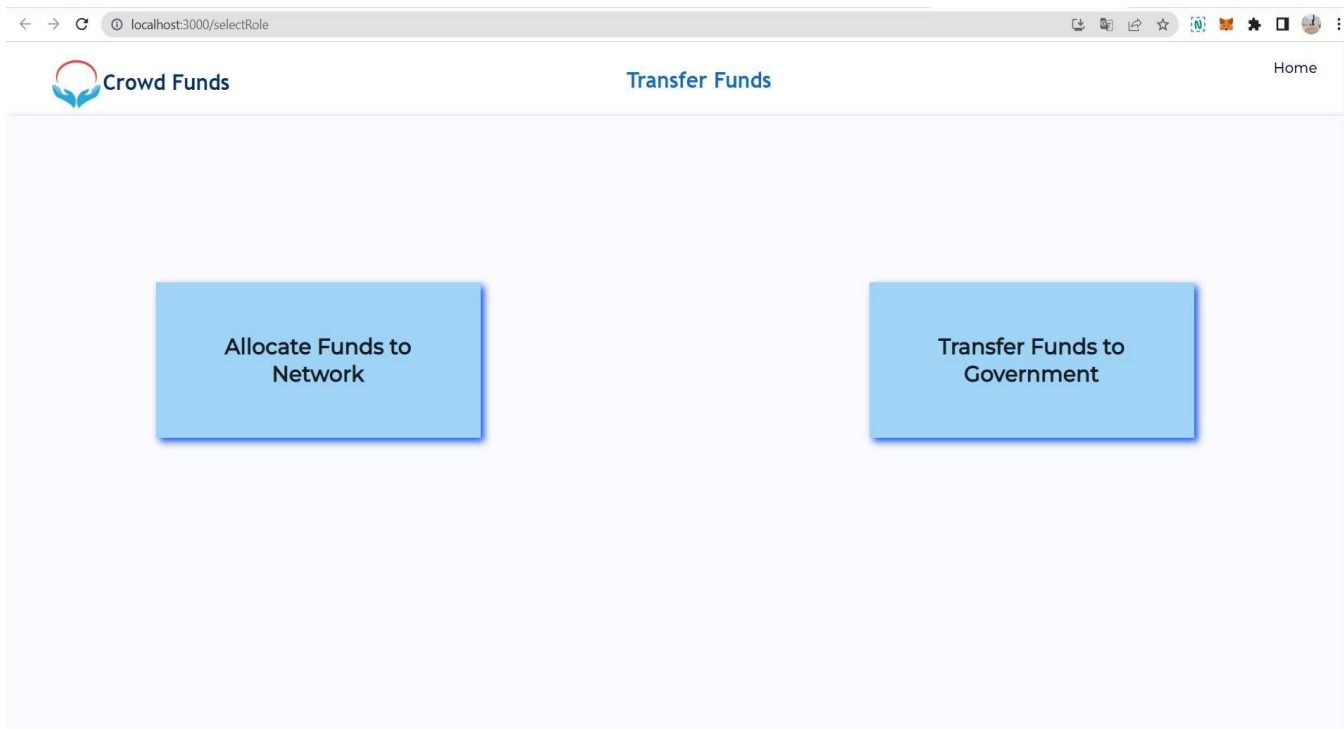 localhost:3000/selectRole
Crowd Funds
Transfer Funds
Home
Allocate Funds to
Network
Transfer Funds to
Government